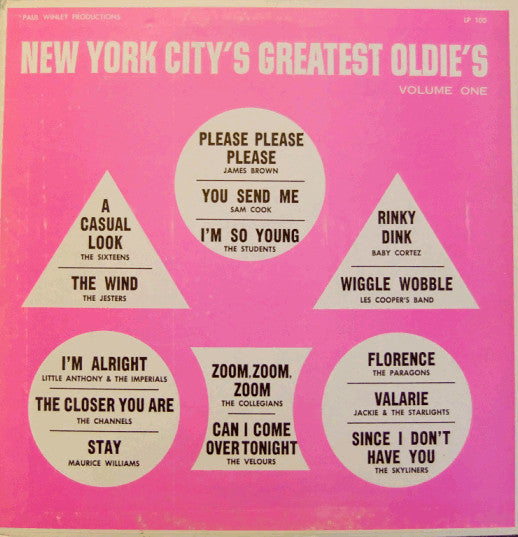 PAUL WINLEY PRODUCTIONS
LP 100
NEW YORK CITY'S GREATEST OLDIE'S
VOLUME ONE
PLEASE PLEASE
PLEASE
JAMES BROWN
YOU SEND ME
SAM COOK
I'M SO YOUNG
THE STUDENTS
A
CASUAL
LOOK
THE SIXTEENS
THE WIND
THE JESTERS
RINKY
DINK
BABY CORTEZ
WIGGLE WOBBLE
LES COOPER'S BAND
I'M ALRIGHT
LITTLE ANTHONY & THE IMPERIALS
THE CLOSER YOU ARE
THE CHANNELS
STAY
MAURICE WILLIAMS
ZOOM, ZOOM,
ZOOM
THE COLLEGIANS
CAN I COME
OVER TONIGHT
THE VELOURS
FLORENCE
THE PARAGONS
VALARIE
JACKIE & THE STARLIGHTS
SINCE I DON'T
HAVE YOU
THE SKYLINERS